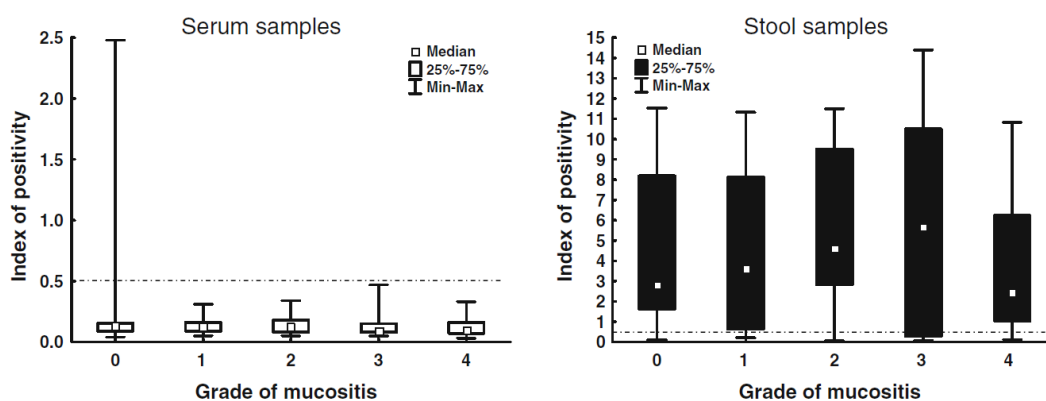 Serum samples
Index of positivity
2.5
2.0
1.5
1.0
0.5
0.0
Median
25%-75%
Min-Max
0 1 2 3 4
Grade of mucositis
Stool samples
Index of positivity
15
14
13
12
11
10
9
8
7
6
5
4
3
2
1
0
Median
25%-75%
Min-Max
0 1 2 3 4
Grade of mucositis